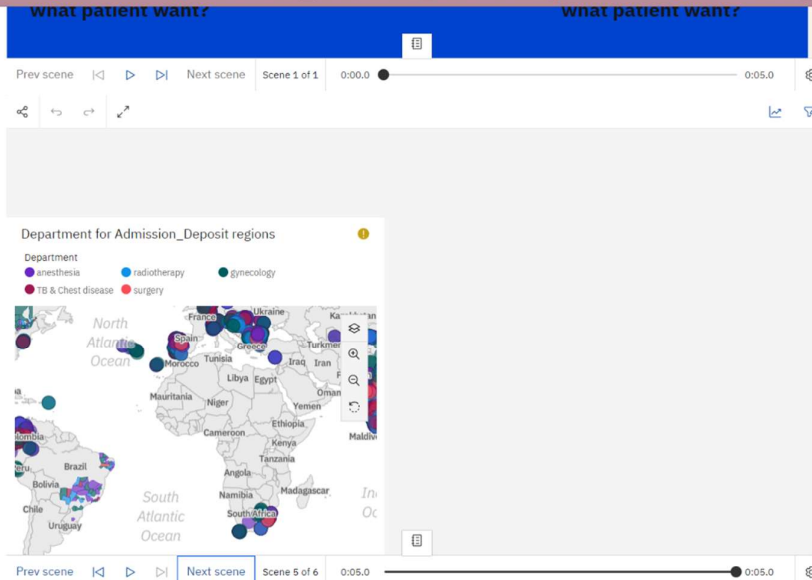 what patient want?
what patient want?
Prev scene
Next scene
Scene 1 of 1
0:00.0
0:05.0
Department for Admission_Deposit regions
Department
anesthesia
radiotherapy
gynecology
TB & Chest disease
surgery
North
Atlantic
Ocean
France
Ukraine
Spain
Greece
Morocco
Tunisia
Iraq
Iran
Libya
Egypt
Oman
Mauritania
Niger
Yemen
Ethiopia
Cameroon
Kenya
Tanzania
Angola
Brazil
Bolivia
Namibia
Madagascar
Chile
South
Atlantic
Ocean
South Africa
Uruguay
Prev scene
Next scene
Scene 5 of 6
0:05.0
0:05.0